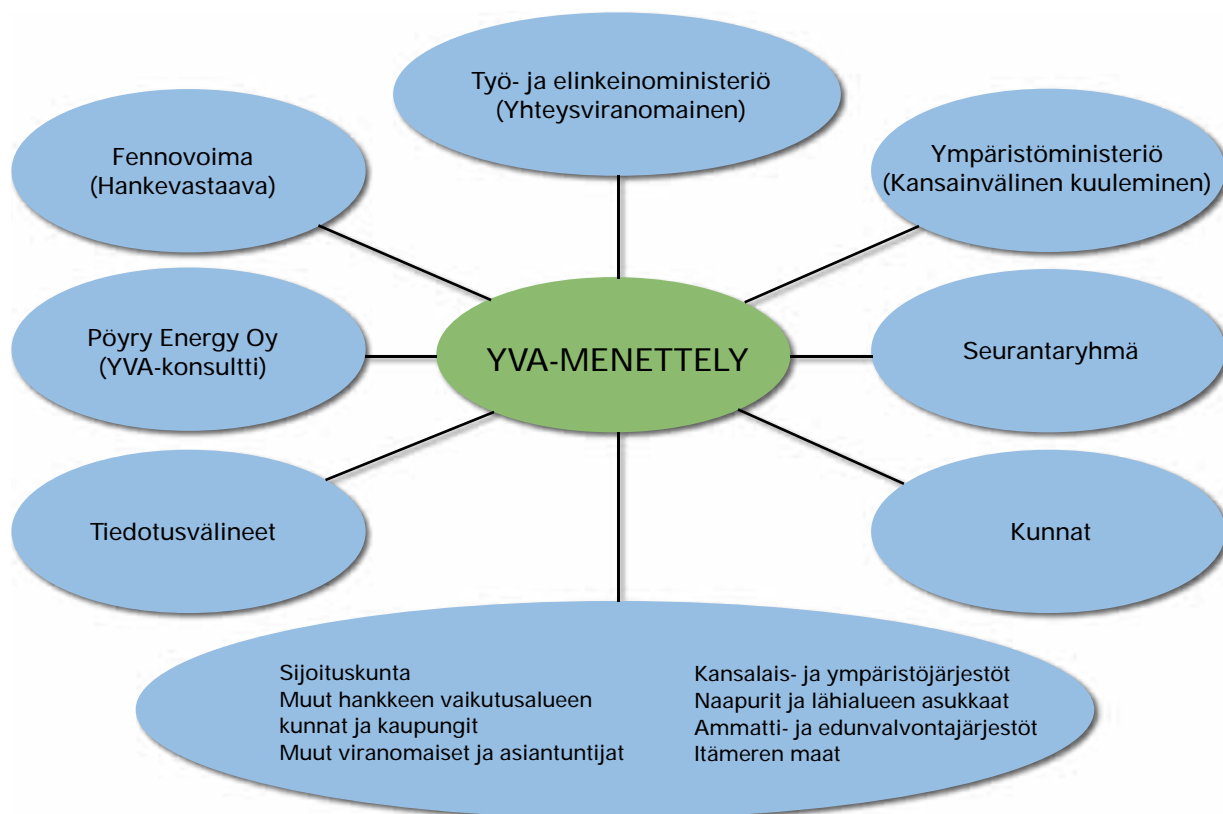 Työ- ja elinkeinoministeriö
(Yhteysviranomainen)
Fennovoima
(Hankevastaava)
Ympäristöministeriö
(Kansainvälinen kuuleminen)
Pöyry Energy Oy
(YVA-konsultti)
YVA-MENETTELY
Seurantaryhmä
Tiedotusvälineet
Kunnat
Sijoituskunta
Muut hankkeen vaikutusalueen
kunnat ja kaupungit
Muut viranomaiset ja asiantuntijat
Kansalais- ja ympäristöjärjestöt
Naapurit ja lähialueen asukkaat
Ammatti- ja edunvalvontajärjestöt
Itämeren maat